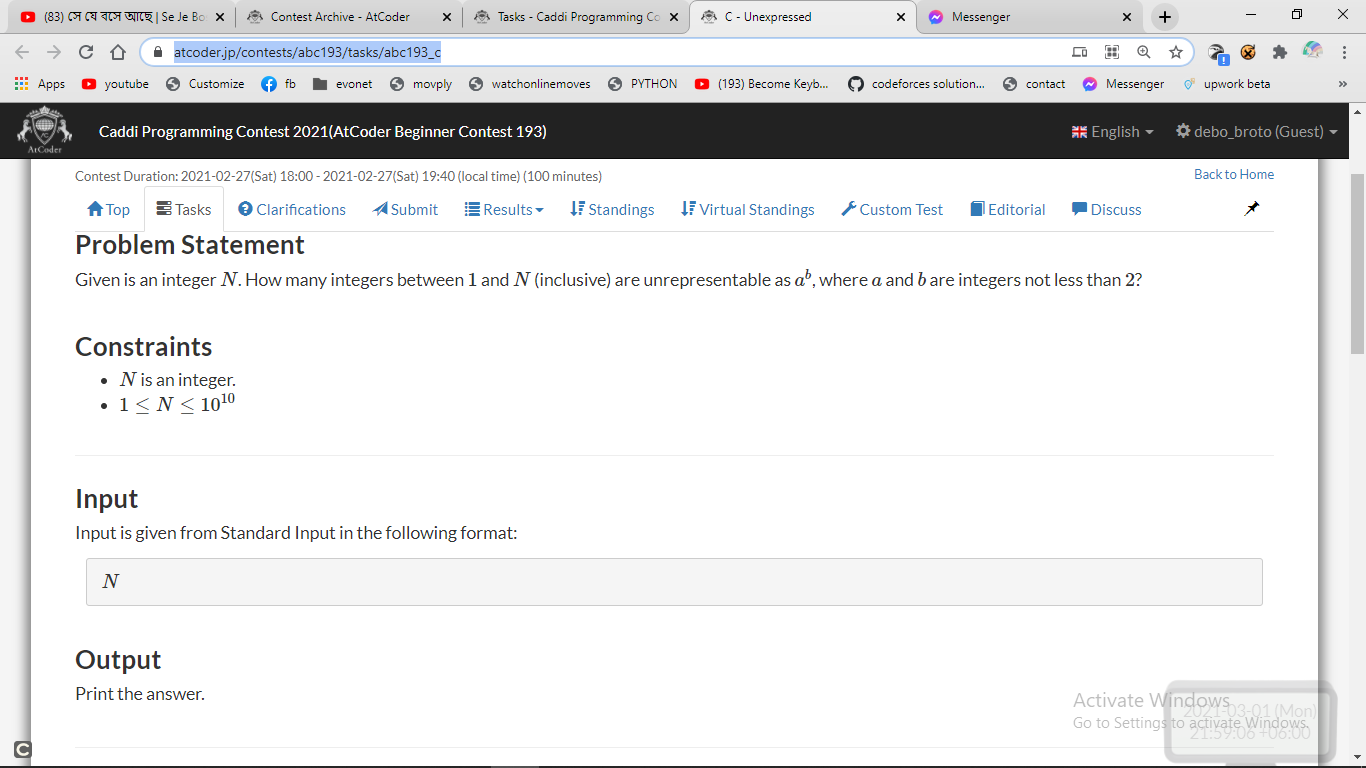 (83) সে যে বসে আছে | Se Je Bo
Contest Archive - AtCoder
Tasks - Caddi Programming Co
C - Unexpressed
Messenger
atcoder.jp/contests/abc193/tasks/abc193_c
Apps
youtube
Customize
fb
evonet
movply
watchonlinemoves
PYTHON
(193) Become Keyb...
codeforces solution...
contact
Messenger
upwork beta
»
AtCoder
Caddi Programming Contest 2021(AtCoder Beginner Contest 193)
English
debo_broto (Guest)
Contest Duration: 2021-02-27(Sat) 18:00 - 2021-02-27(Sat) 19:40 (local time) (100 minutes)
Back to Home
Top
Tasks
Clarifications
Submit
Results
Standings
Virtual Standings
Custom Test
Editorial
Discuss
Problem Statement
Given is an integer N. How many integers between 1 and N (inclusive) are unrepresentable as a^b, where a and b are integers not less than 2?
Constraints
• N is an integer.
• 1 ≤ N ≤ 10^10
Input
Input is given from Standard Input in the following format:
N
Output
Print the answer.
Activate Windows
Go to Settings to activate Windows.
2021-03-01 (Mon)
21:59:06 +06:00
C